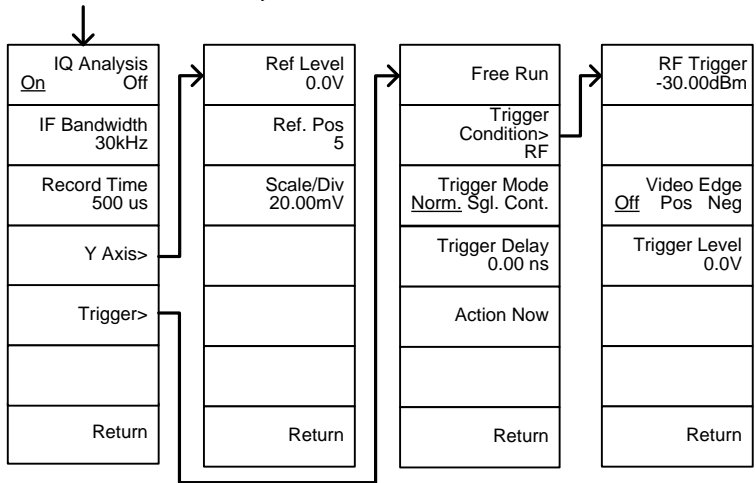 IQ Analysis
On Off
IF Bandwidth
30kHz
Record Time
500 us
Y Axis>
Trigger>
Return
Ref Level
0.0V
Ref. Pos
5
Scale/Div
20.00mV
Return
Free Run
Trigger
Condition>
RF
Trigger Mode
Norm. Sgl. Cont.
Trigger Delay
0.00 ns
Action Now
Return
RF Trigger
-30.00dBm
Video Edge
Off Pos Neg
Trigger Level
0.0V
Return